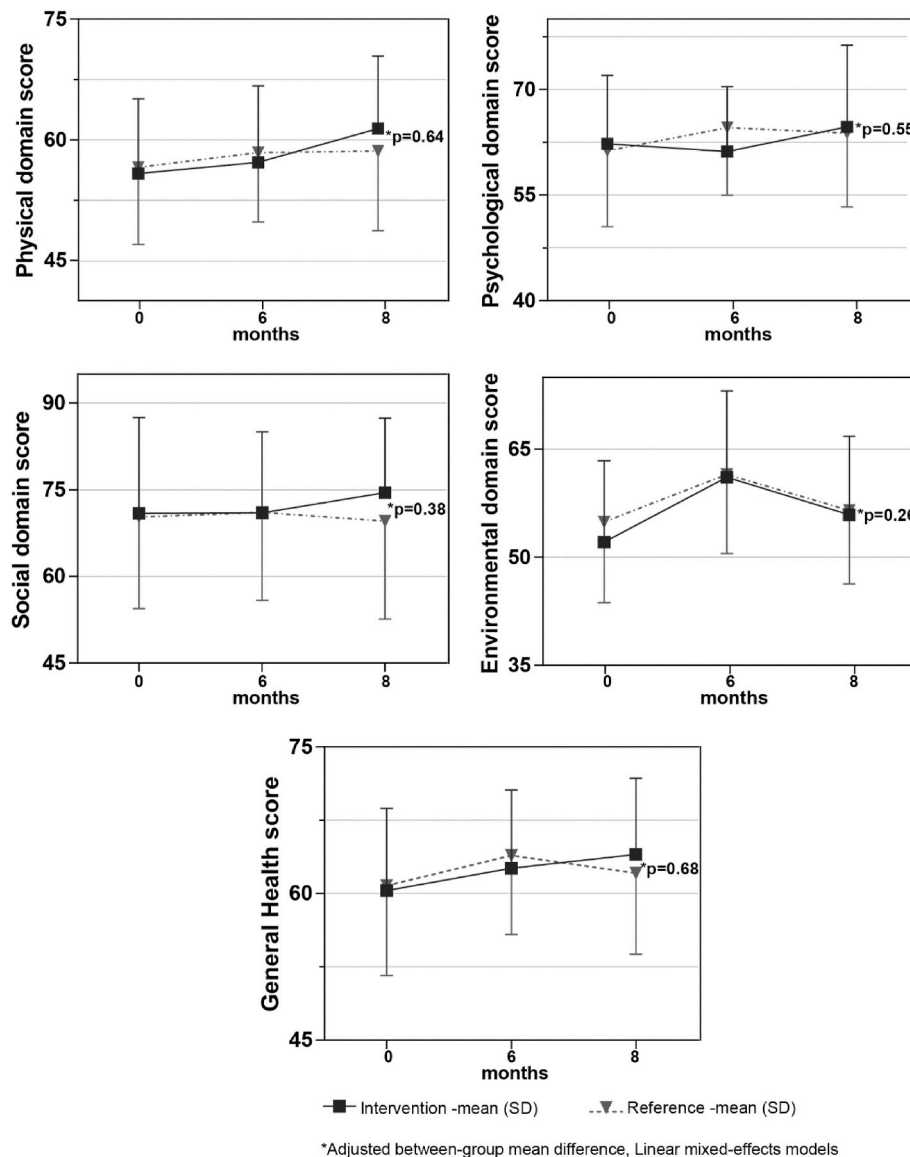 Physical domain score
75
60
45
*p=0.64
0 6 8
months
Psychological domain score
70
55
40
*p=0.55
0 6 8
months
Social domain score
90
75
60
45
*p=0.38
0 6 8
months
Environmental domain score
65
50
35
*p=0.26
0 6 8
months
General Health score
75
60
45
*p=0.68
0 6 8
months
Intervention -mean (SD) Reference -mean (SD)
*Adjusted between-group mean difference, Linear mixed-effects models